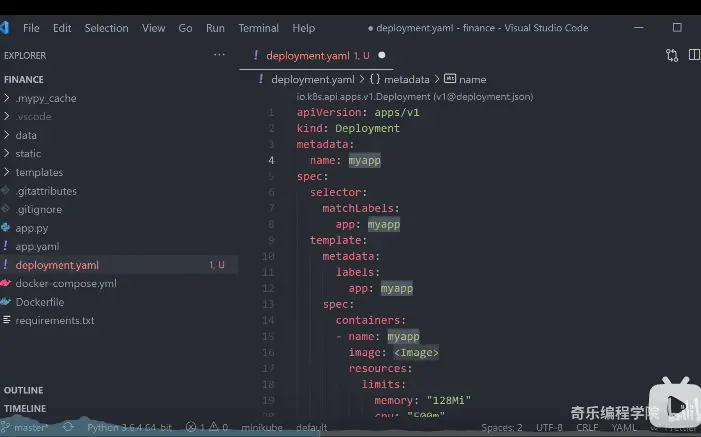 File Edit Selection View Go Run Terminal Help
● deployment.yaml - finance - Visual Studio Code
EXPLORER ···
FINANCE
.mypy_cache
.vscode
data
static
templates
.gitattributes
.gitignore
app.py
! app.yaml
! deployment.yaml 1, U
docker-compose.yml
Dockerfile
requirements.txt
OUTLINE
TIMELINE
! deployment.yaml 1, U ●
! deployment.yaml > {} metadata > abc name
io.k8s.api.apps.v1.Deployment (v1@deployment.json)
1 apiVersion: apps/v1
2 kind: Deployment
3 metadata:
4 name: myapp
5 spec:
6 selector:
7 matchLabels:
8 app: myapp
9 template:
10 metadata:
11 labels:
12 app: myapp
13 spec:
14 containers:
15 - name: myapp
16 image: <Image>
17 resources:
18 limits:
19 memory: "128Mi"
20 cpu: "500m"
奇乐编程学院
master* Python 3.6.4 64-bit 1 0 minikube default Spaces: 2 UTF-8 CRLF YAML Prettier